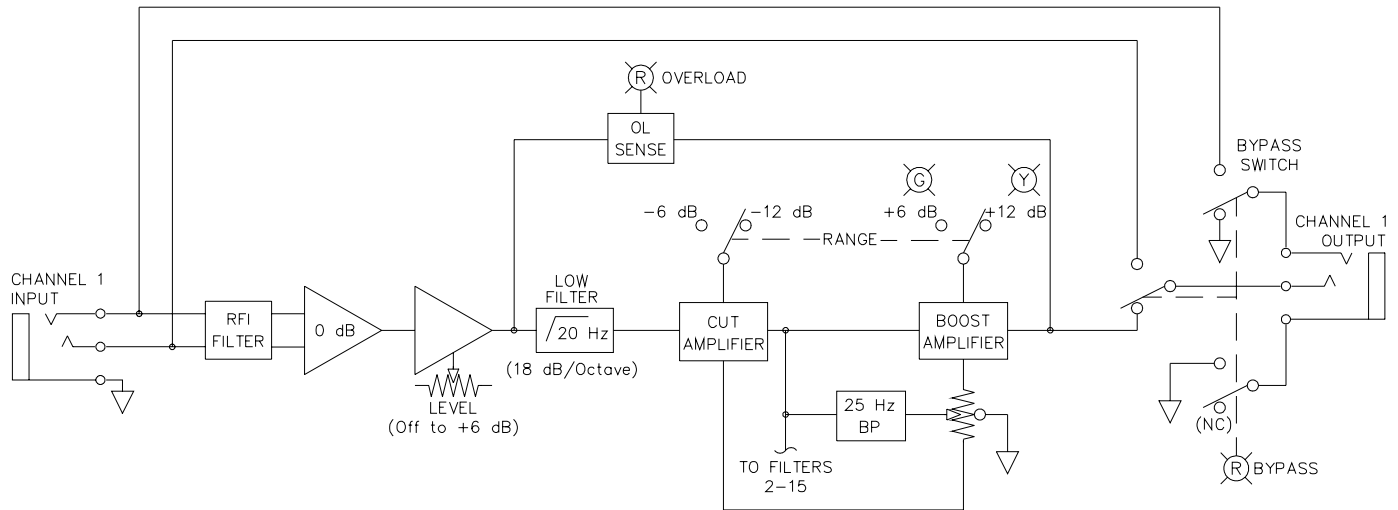 R OVERLOAD
OL
SENSE
BYPASS
SWITCH
G
Y
-6 dB
-12 dB
+6 dB
+12 dB
RANGE
CHANNEL 1
OUTPUT
CHANNEL 1
INPUT
RFI
FILTER
0 dB
LOW
FILTER
20 Hz
(18 dB/Octave)
CUT
AMPLIFIER
BOOST
AMPLIFIER
LEVEL
(Off to +6 dB)
25 Hz
BP
TO FILTERS
2-15
(NC)
R BYPASS